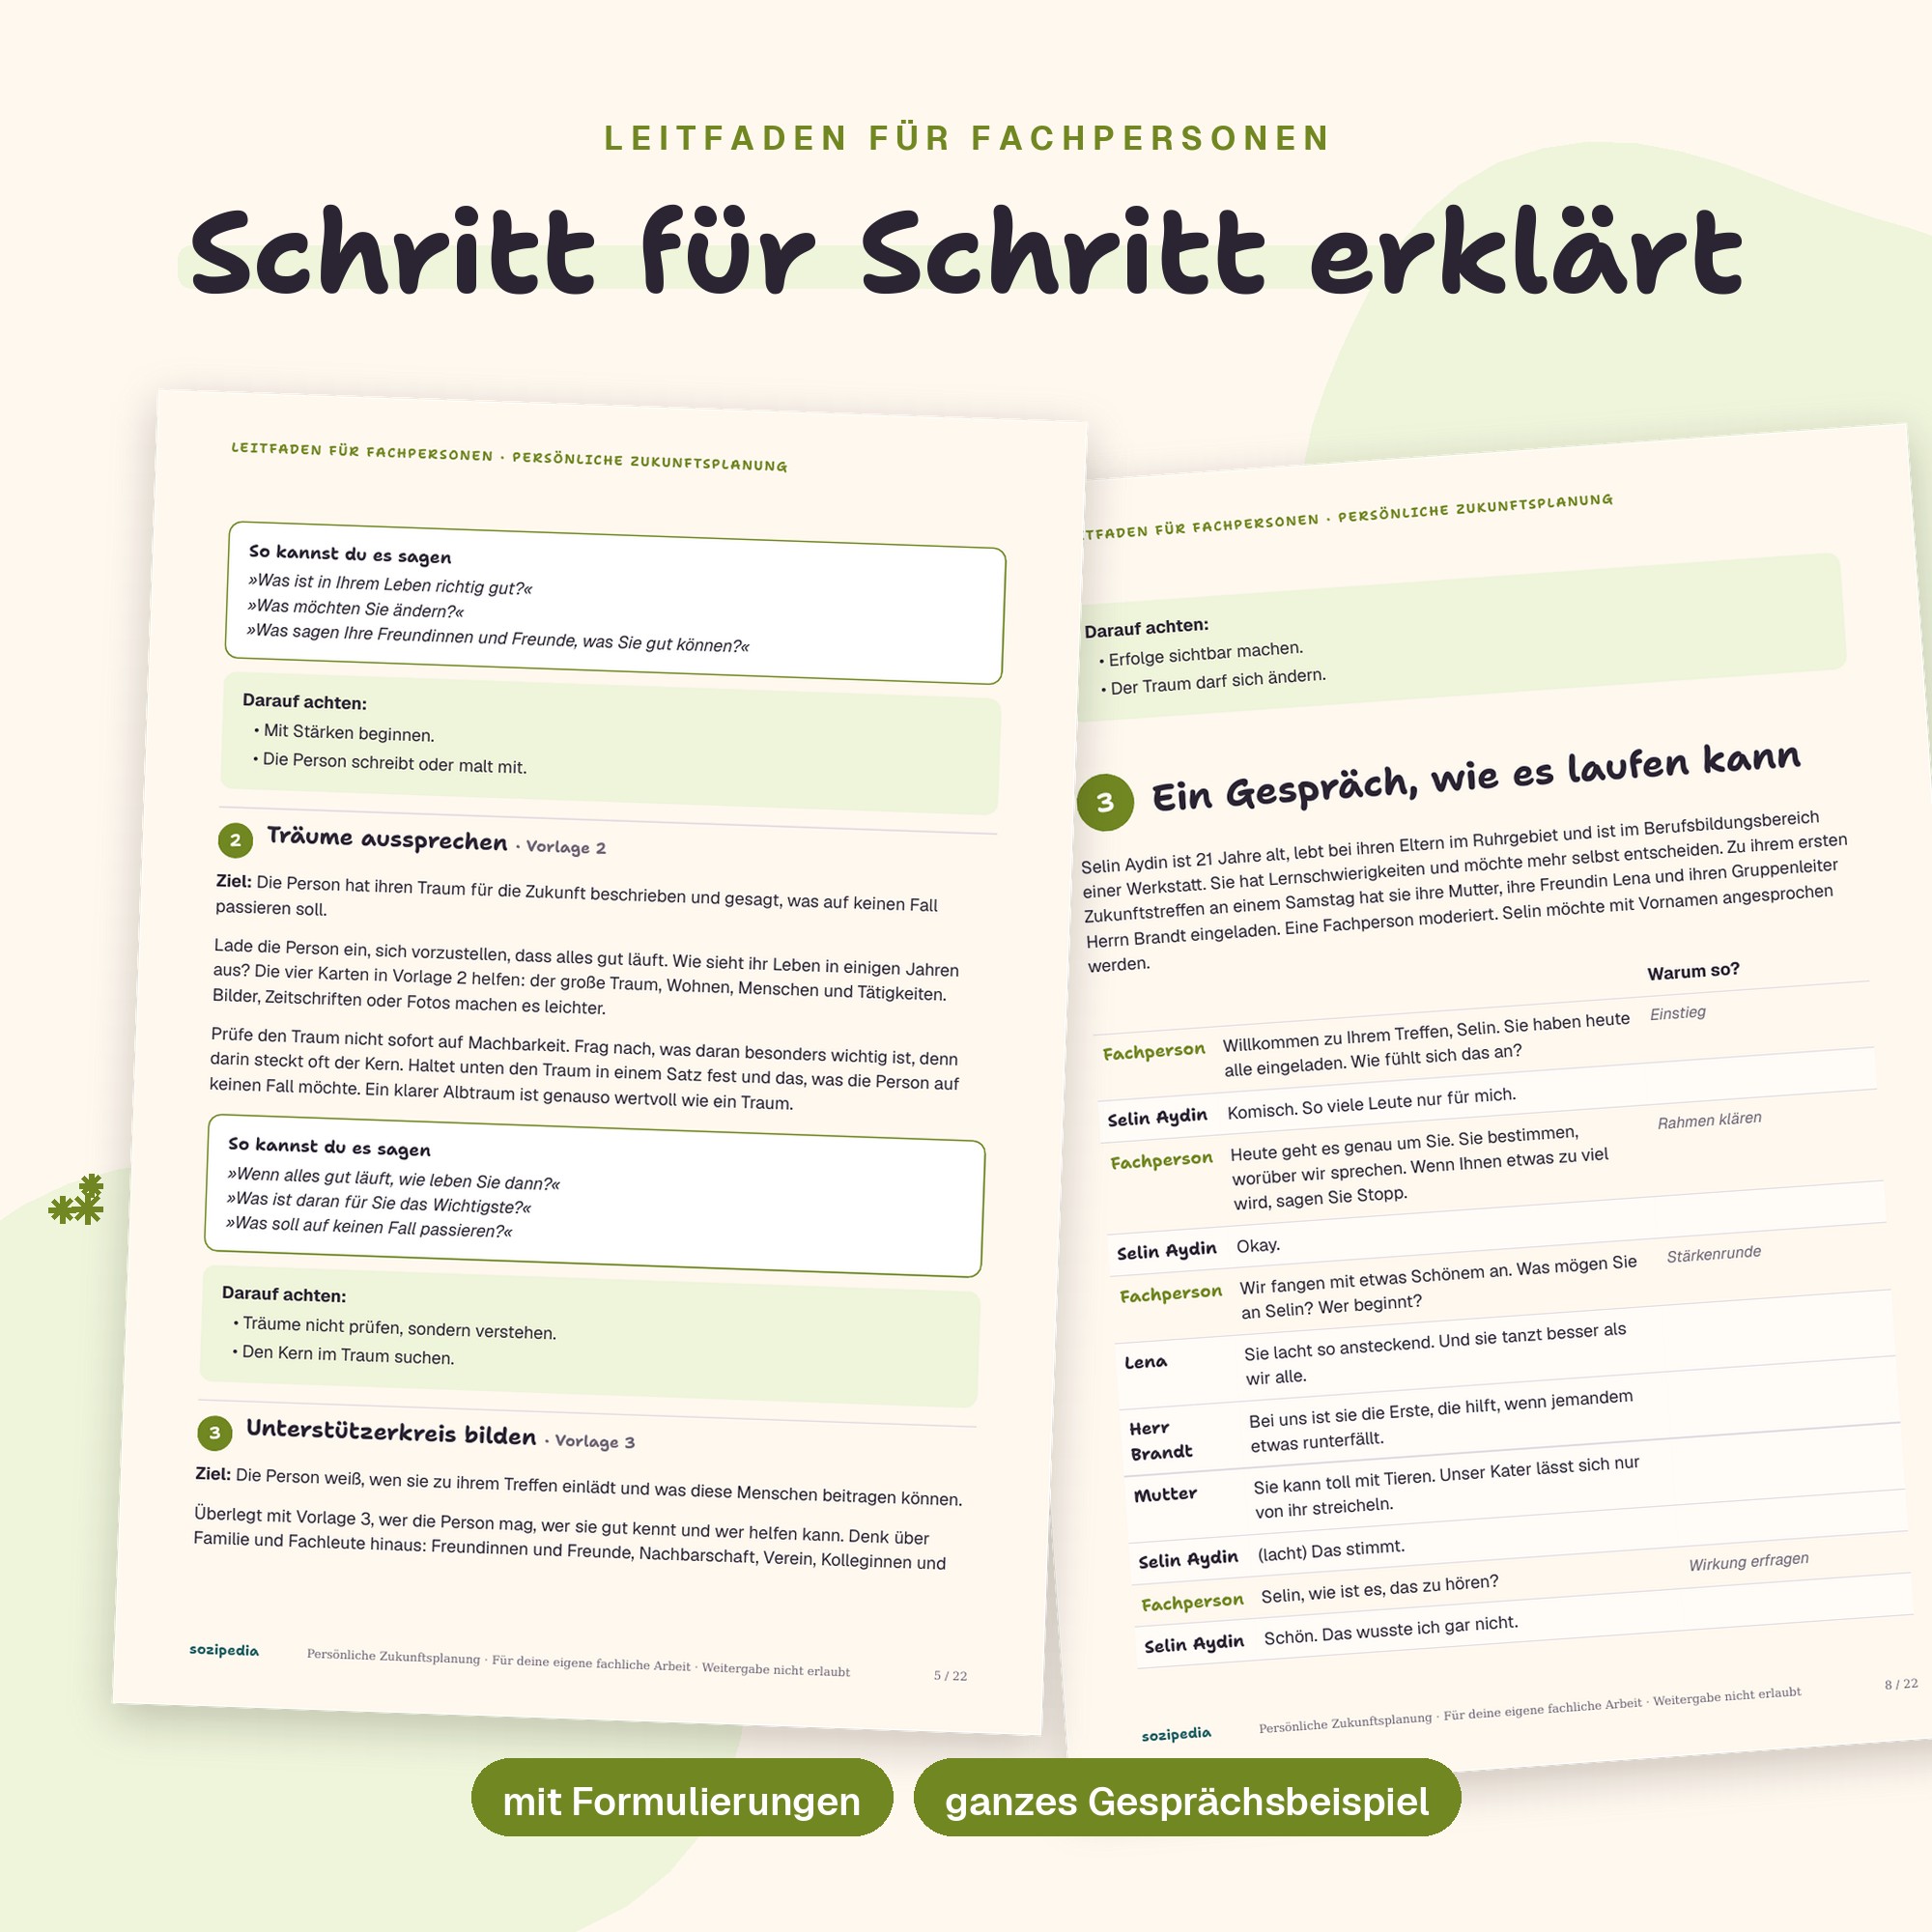 LEITFADEN FÜR FACHPERSONEN
Schritt für Schritt erklärt
LEITFADEN FÜR FACHPERSONEN · PERSÖNLICHE ZUKUNFTSPLANUNG
So kannst du es sagen
»Was ist in Ihrem Leben richtig gut?«
»Was möchten Sie ändern?«
»Was sagen Ihre Freundinnen und Freunde, was Sie gut können?«
Darauf achten:
• Mit Stärken beginnen.
• Die Person schreibt oder malt mit.
2 Träume aussprechen · Vorlage 2
Ziel: Die Person hat ihren Traum für die Zukunft beschrieben und gesagt, was auf keinen Fall
passieren soll.
Lade die Person ein, sich vorzustellen, dass alles gut läuft. Wie sieht ihr Leben in einigen Jahren
aus? Die vier Karten in Vorlage 2 helfen: der große Traum, Wohnen, Menschen und Tätigkeiten.
Bilder, Zeitschriften oder Fotos machen es leichter.
Prüfe den Traum nicht sofort auf Machbarkeit. Frag nach, was daran besonders wichtig ist, denn
darin steckt oft der Kern. Haltet unten den Traum in einem Satz fest und das, was die Person auf
keinen Fall möchte. Ein klarer Albtraum ist genauso wertvoll wie ein Traum.
So kannst du es sagen
»Wenn alles gut läuft, wie leben Sie dann?«
»Was ist daran für Sie das Wichtigste?«
»Was soll auf keinen Fall passieren?«
Darauf achten:
• Träume nicht prüfen, sondern verstehen.
• Den Kern im Traum suchen.
3 Unterstützerkreis bilden · Vorlage 3
Ziel: Die Person weiß, wen sie zu ihrem Treffen einlädt und was diese Menschen beitragen können.
Überlegt mit Vorlage 3, wer die Person mag, wer sie gut kennt und wer helfen kann. Denk über
Familie und Fachleute hinaus: Freundinnen und Freunde, Nachbarschaft, Verein, Kolleginnen und
sozipedia Persönliche Zukunftsplanung · Für deine eigene fachliche Arbeit · Weitergabe nicht erlaubt 5 / 22
TFADEN FÜR FACHPERSONEN · PERSÖNLICHE ZUKUNFTSPLANUNG
Darauf achten:
• Erfolge sichtbar machen.
• Der Traum darf sich ändern.
3 Ein Gespräch, wie es laufen kann
Selin Aydin ist 21 Jahre alt, lebt bei ihren Eltern im Ruhrgebiet und ist im Berufsbildungsbereich
einer Werkstatt. Sie hat Lernschwierigkeiten und möchte mehr selbst entscheiden. Zu ihrem ersten
Zukunftstreffen an einem Samstag hat sie ihre Mutter, ihre Freundin Lena und ihren Gruppenleiter
Herrn Brandt eingeladen. Eine Fachperson moderiert. Selin möchte mit Vornamen angesprochen
werden.
Warum so?
Fachperson Willkommen zu Ihrem Treffen, Selin. Sie haben heute Einstieg
alle eingeladen. Wie fühlt sich das an?
Selin Aydin Komisch. So viele Leute nur für mich.
Fachperson Heute geht es genau um Sie. Sie bestimmen, Rahmen klären
worüber wir sprechen. Wenn Ihnen etwas zu viel
wird, sagen Sie Stopp.
Selin Aydin Okay.
Fachperson Wir fangen mit etwas Schönem an. Was mögen Sie Stärkenrunde
an Selin? Wer beginnt?
Lena Sie lacht so ansteckend. Und sie tanzt besser als
wir alle.
Herr Bei uns ist sie die Erste, die hilft, wenn jemandem
Brandt etwas runterfällt.
Mutter Sie kann toll mit Tieren. Unser Kater lässt sich nur
von ihr streicheln.
Selin Aydin (lacht) Das stimmt.
Fachperson Selin, wie ist es, das zu hören? Wirkung erfragen
Selin Aydin Schön. Das wusste ich gar nicht.
sozipedia Persönliche Zukunftsplanung · Für deine eigene fachliche Arbeit · Weitergabe nicht erlaubt 8 / 22
mit Formulierungen
ganzes Gesprächsbeispiel